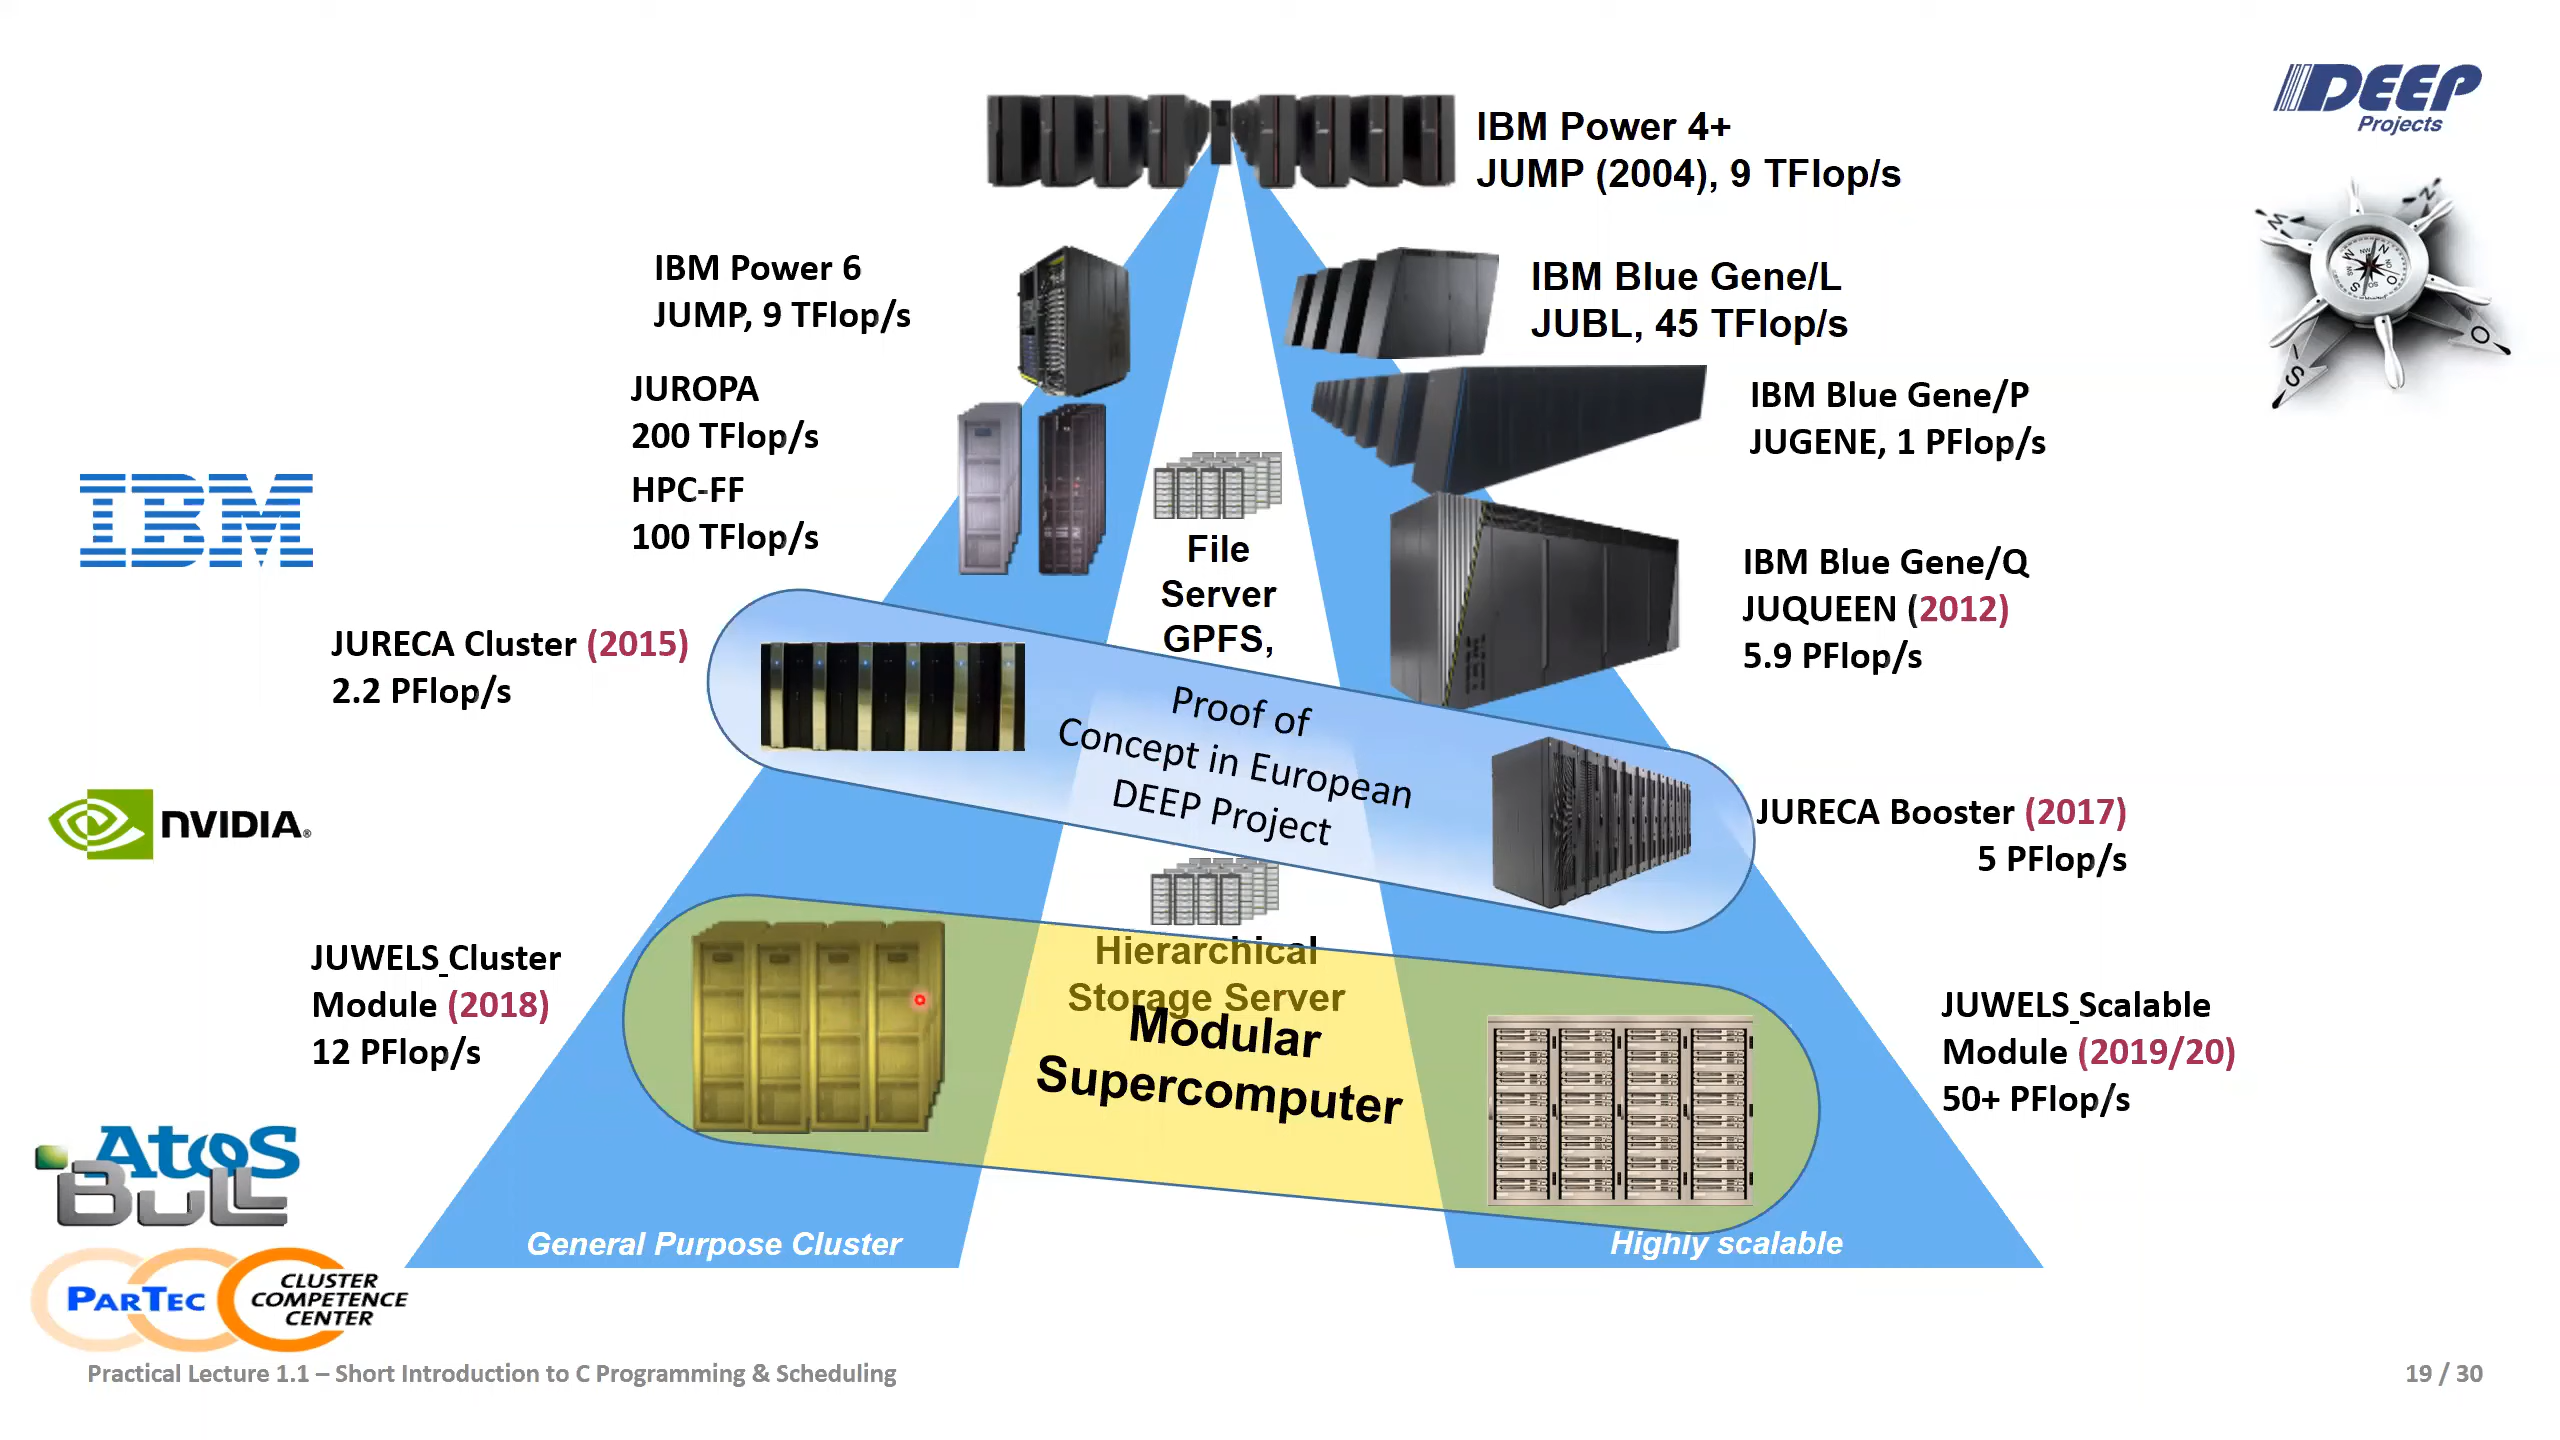 DEEP
Projects
IBM Power 4+
JUMP (2004), 9 TFlop/s
IBM Power 6
JUMP, 9 TFlop/s
IBM Blue Gene/L
JUBL, 45 TFlop/s
JUROPA
200 TFlop/s
HPC-FF
100 TFlop/s
IBM Blue Gene/P
JUGENE, 1 PFlop/s
IBM
File
Server
GPFS,
IBM Blue Gene/Q
JUQUEEN (2012)
5.9 PFlop/s
JURECA Cluster (2015)
2.2 PFlop/s
Proof of
Concept in European
DEEP Project
JURECA Booster (2017)
5 PFlop/s
NVIDIA
JUWELS Cluster
Module (2018)
12 PFlop/s
Hierarchical
Storage Server
Modular
Supercomputer
JUWELS Scalable
Module (2019/20)
50+ PFlop/s
Atos
Bull
General Purpose Cluster
Highly scalable
PARTEC
CLUSTER
COMPETENCE
CENTER
Practical Lecture 1.1 – Short Introduction to C Programming & Scheduling
19 / 30